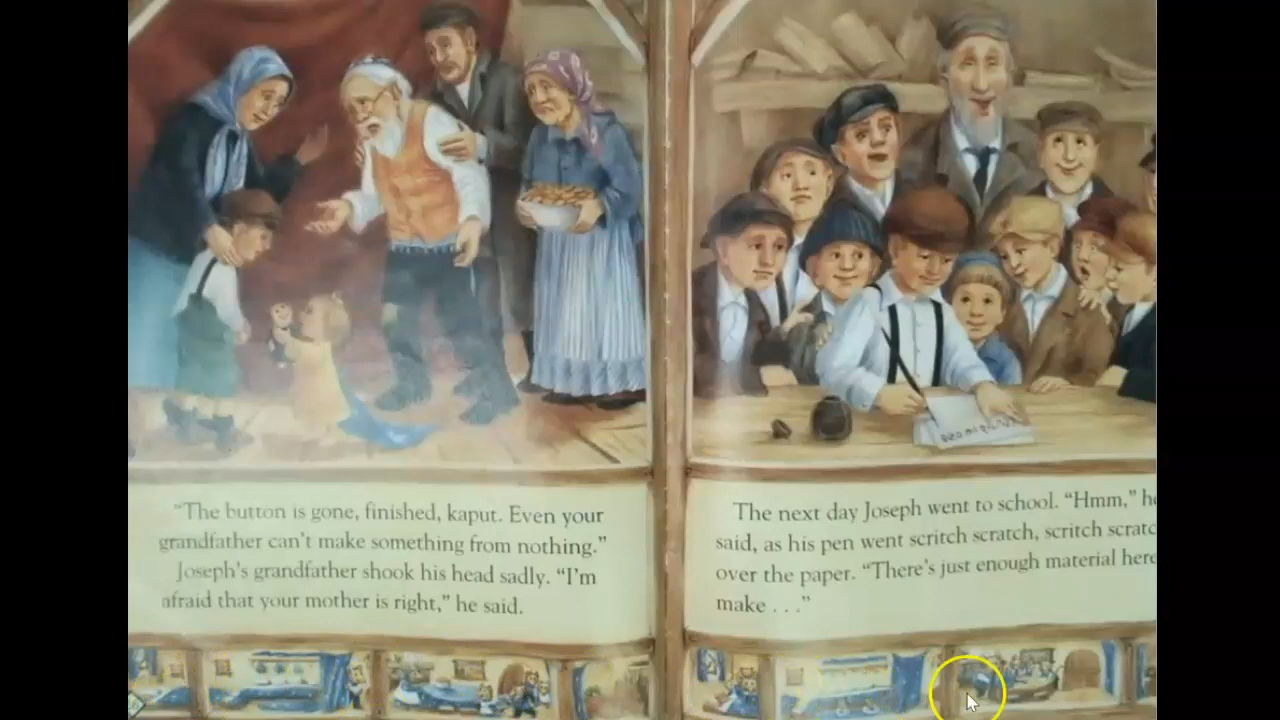 "The button is gone, finished, kaput. Even your
grandfather can't make something from nothing."
Joseph's grandfather shook his head sadly. "I'm
afraid that your mother is right," he said.
The next day Joseph went to school. "Hmm," he
said, as his pen went scritch scratch, scritch scratc
over the paper. "There's just enough material here
make . . ."